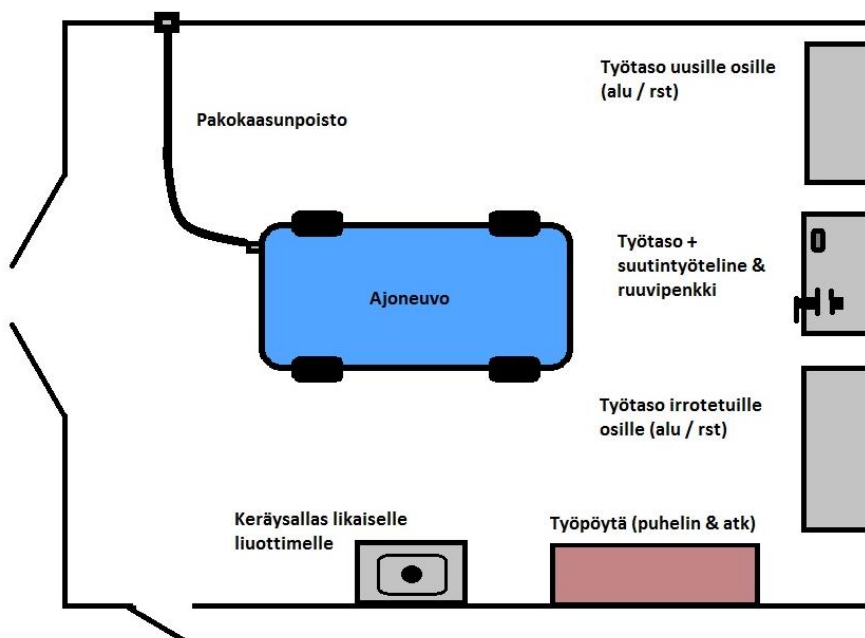 Työtaso uusille osille
(alu / rst)
Pakokaasunpoisto
Työtaso +
suutintyöteline &
ruuvipenkki
Ajoneuvo
Työtaso irrotetuille
osille (alu / rst)
Keräysallas likaiselle
liuottimelle
Työpöytä (puhelin & atk)